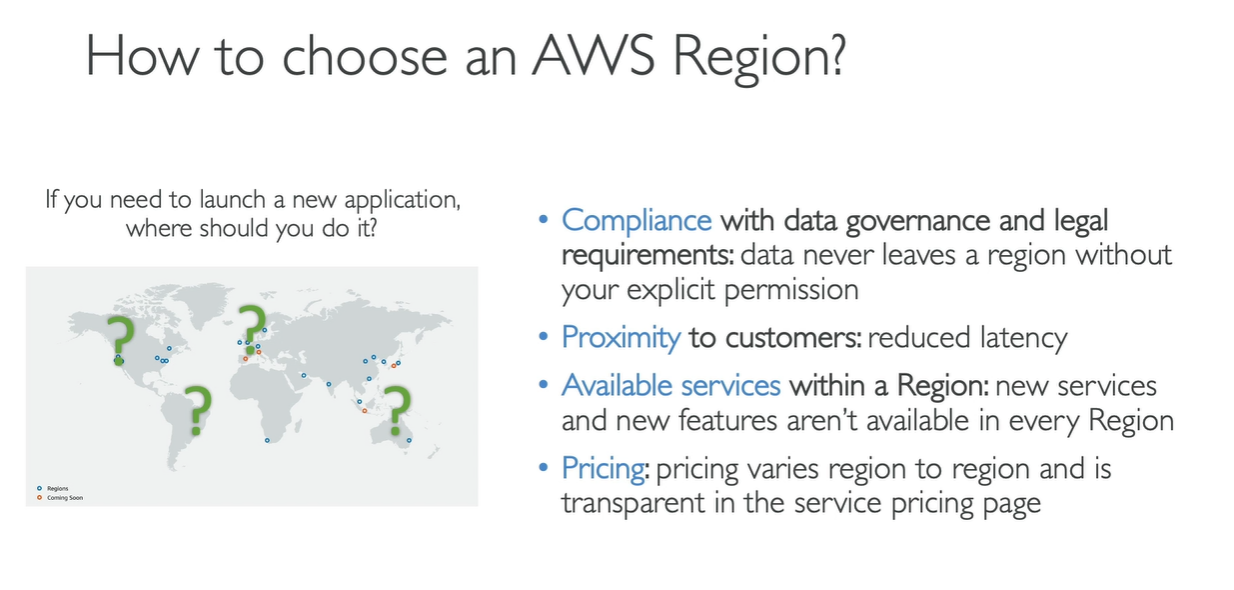 How to choose an AWS Region?
If you need to launch a new application,
where should you do it?
?
?
?
?
Regions
Coming Soon
• Compliance with data governance and legal
requirements: data never leaves a region without
your explicit permission
• Proximity to customers: reduced latency
• Available services within a Region: new services
and new features aren't available in every Region
• Pricing: pricing varies region to region and is
transparent in the service pricing page